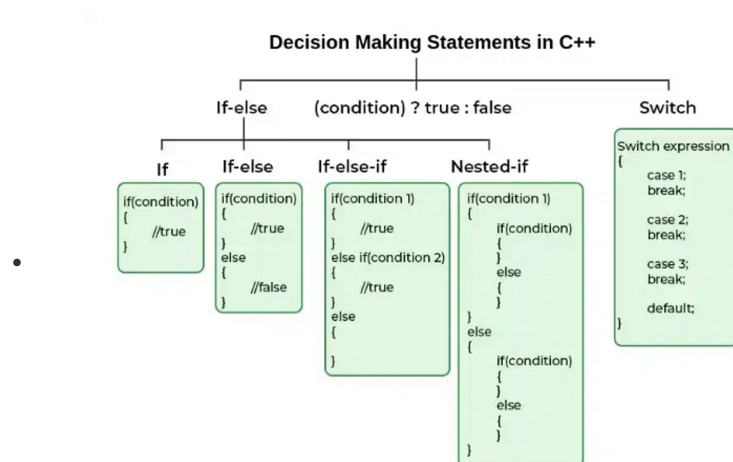 Decision Making Statements in C++
If-else
(condition) ? true : false
Switch
If
If-else
If-else-if
Nested-if
if(condition)
{
//true
}
if(condition)
{
//true
}
else
{
//false
}
if(condition 1)
{
//true
}
else if(condition 2)
{
//true
}
else
{
}
if(condition 1)
{
if(condition)
{
}
else
{
}
}
else
{
if(condition)
{
}
else
{
}
}
Switch expression
{
case 1;
break;
case 2;
break;
case 3;
break;
default;
}